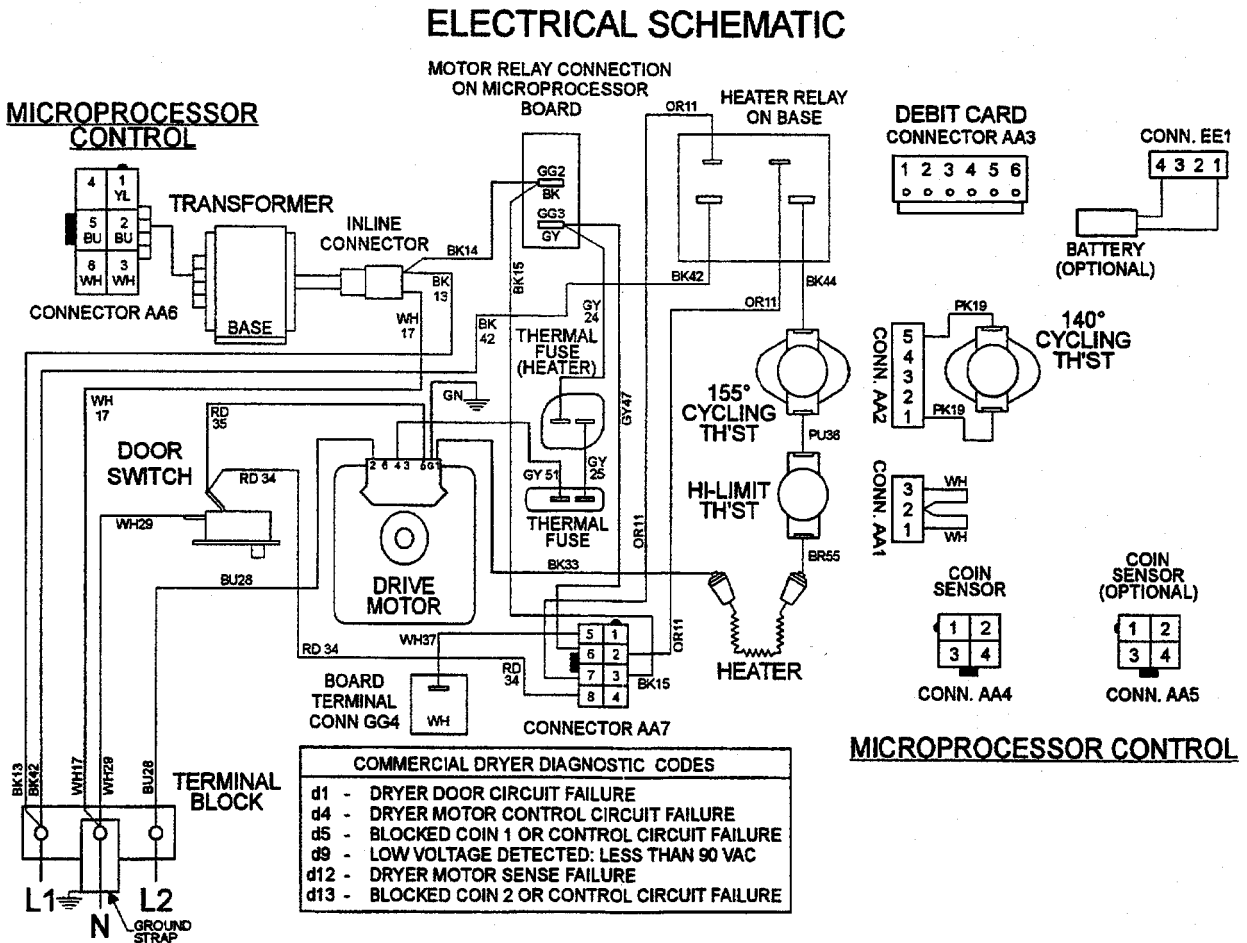 ELECTRICAL SCHEMATIC
MICROPROCESSOR
CONTROL
4
1
YL
5
BU
2
BU
6
WH
3
WH
CONNECTOR AA6
TRANSFORMER
BASE
INLINE
CONNECTOR
BK14
BK
13
WH
17
MOTOR RELAY CONNECTION
ON MICROPROCESSOR
BOARD
GG2
BK
GG3
GY
BK15
GY
24
BK
42
OR11
HEATER RELAY
ON BASE
BK42
OR11
BK44
DEBIT CARD
CONNECTOR AA3
1 2 3 4 5 6
CONN. EE1
4 3 2 1
BATTERY
(OPTIONAL)
THERMAL
FUSE
(HEATER)
GY47
155°
CYCLING
TH'ST
PU36
HI-LIMIT
TH'ST
BR55
CONN. AA2
5
4
3
2
1
PK19
PK19
140°
CYCLING
TH'ST
CONN. AA1
3
2
1
WH
WH
WH
17
RD
35
GN
DOOR
SWITCH
RD 34
WH29
2 6 4 3 5 G 1
GY 51
GY
25
THERMAL
FUSE
BU28
DRIVE
MOTOR
BK33
OR11
HEATER
COIN
SENSOR
1 2
3 4
CONN. AA4
COIN
SENSOR
(OPTIONAL)
1 2
3 4
CONN. AA5
RD 34
WH37
BOARD
TERMINAL
CONN GG4
WH
RD
34
5 1
6 2
7 3
8 4
BK15
OR11
CONNECTOR AA7
MICROPROCESSOR CONTROL
BK13
BK42
WH17
WH29
BU28
TERMINAL
BLOCK
L1
N
L2
GROUND
STRAP
COMMERCIAL DRYER DIAGNOSTIC CODES
d1 - DRYER DOOR CIRCUIT FAILURE
d4 - DRYER MOTOR CONTROL CIRCUIT FAILURE
d5 - BLOCKED COIN 1 OR CONTROL CIRCUIT FAILURE
d9 - LOW VOLTAGE DETECTED: LESS THAN 90 VAC
d12 - DRYER MOTOR SENSE FAILURE
d13 - BLOCKED COIN 2 OR CONTROL CIRCUIT FAILURE